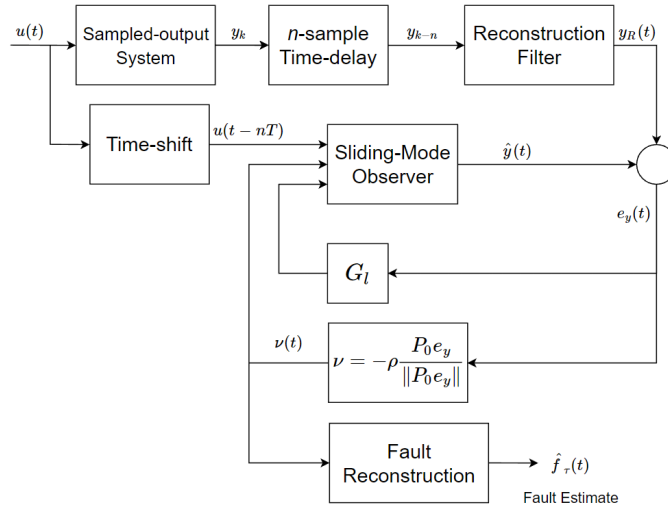 u(t)
Sampled-output
System
y_k
n-sample
Time-delay
y_{k-n}
Reconstruction
Filter
y_R(t)
Time-shift
u(t − nT)
Sliding-Mode
Observer
ŷ(t)
e_y(t)
G_l
ν(t)
ν = −ρ P_0 e_y / ‖P_0 e_y‖
Fault
Reconstruction
f̂_τ(t)
Fault Estimate